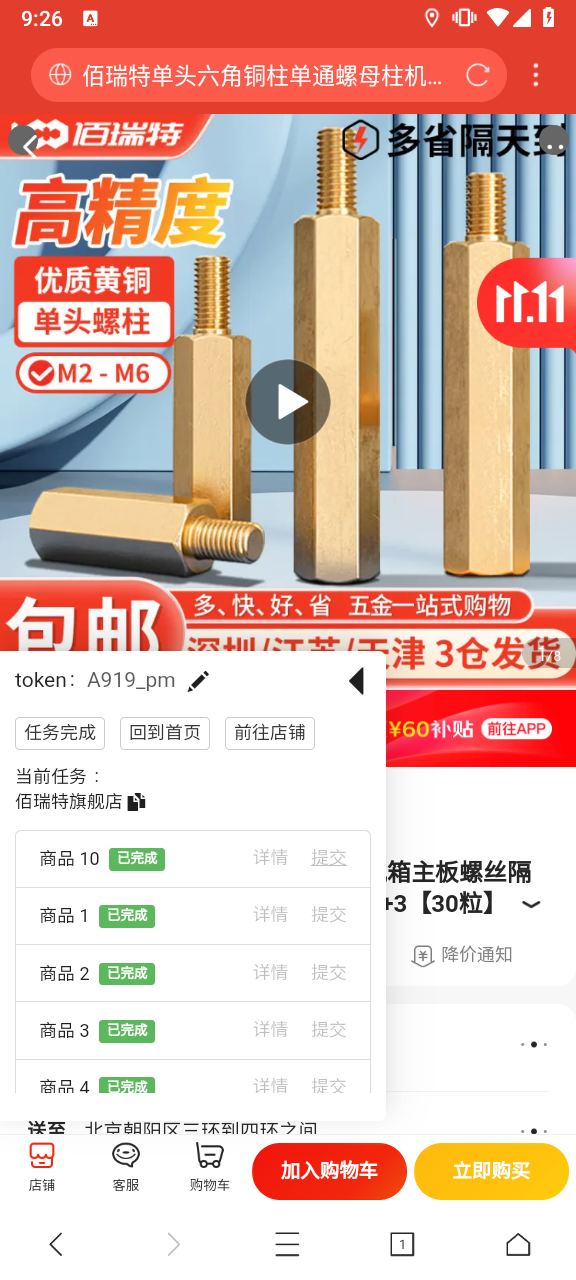 9:26
佰瑞特单头六角铜柱单通螺母柱机...
佰瑞特
多省隔天到
高精度
优质黄铜
单头螺柱
M2 - M6
11.11
多、快、好、省 五金一站式购物
包邮
深圳/江苏/天津 3仓发货
1/8
token: A919_pm
¥60补贴 前往APP
任务完成 回到首页 前往店铺
当前任务：
佰瑞特旗舰店
商品 10 已完成 详情 提交
箱主板螺丝隔
+3【30粒】
商品 1 已完成 详情 提交
降价通知
商品 2 已完成 详情 提交
商品 3 已完成 详情 提交
商品 4 已完成 详情 提交
送至 北京朝阳区三环到四环之间
店铺 客服 购物车 加入购物车 立即购买
1